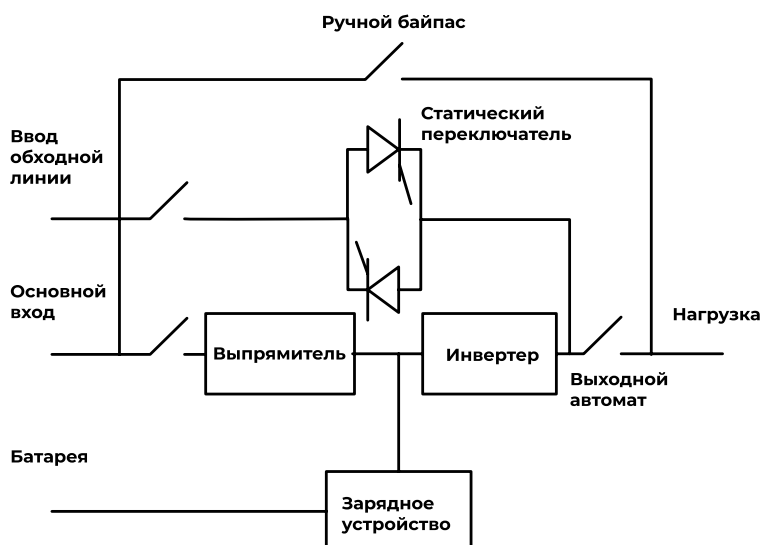 Ручной байпас
Статический
переключатель
Ввод
обходной
линии
Основной
вход
Нагрузка
Выпрямитель
Инвертер
Выходной
автомат
Батарея
Зарядное
устройство